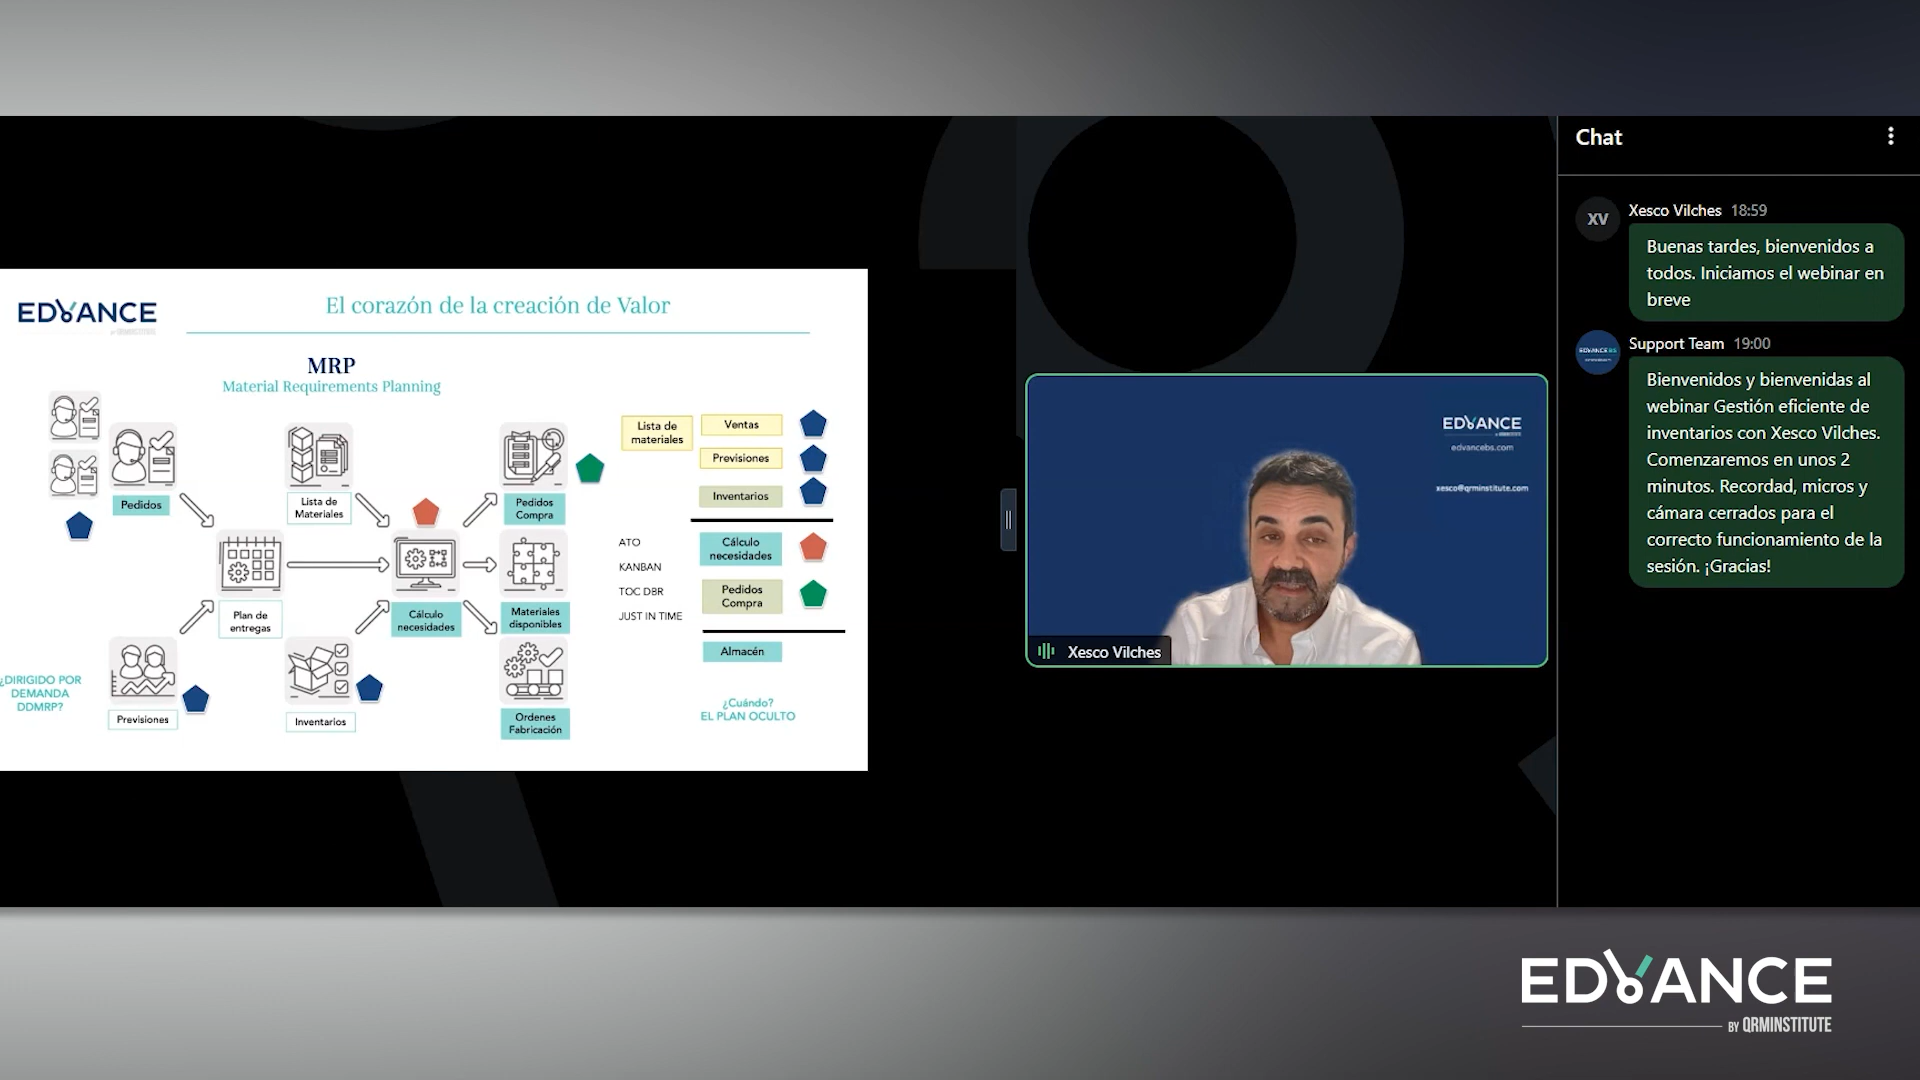 EDVANCE
BY QRMINSTITUTE
El corazón de la creación de Valor
MRP
Material Requirements Planning
Pedidos
Lista de
Materiales
Pedidos
Compra
Plan de
entregas
Cálculo
necesidades
Materiales
disponibles
¿DIRIGIDO POR
DEMANDA
DDMRP?
Previsiones
Inventarios
Ordenes
Fabricación
Lista de
materiales
Ventas
Previsiones
Inventarios
ATO
KANBAN
TOC DBR
JUST IN TIME
Cálculo
necesidades
Pedidos
Compra
Almacén
¿Cuándo?
EL PLAN OCULTO
EDVANCE
edvancebs.com
xesco@qrminstitute.com
Xesco Vilches
Chat
XV
Xesco Vilches 18:59
Buenas tardes, bienvenidos a
todos. Iniciamos el webinar en
breve
EDVANCEBS
Support Team 19:00
Bienvenidos y bienvenidas al
webinar Gestión eficiente de
inventarios con Xesco Vilches.
Comenzaremos en unos 2
minutos. Recordad, micros y
cámara cerrados para el
correcto funcionamiento de la
sesión. ¡Gracias!
EDVANCE
BY QRMINSTITUTE